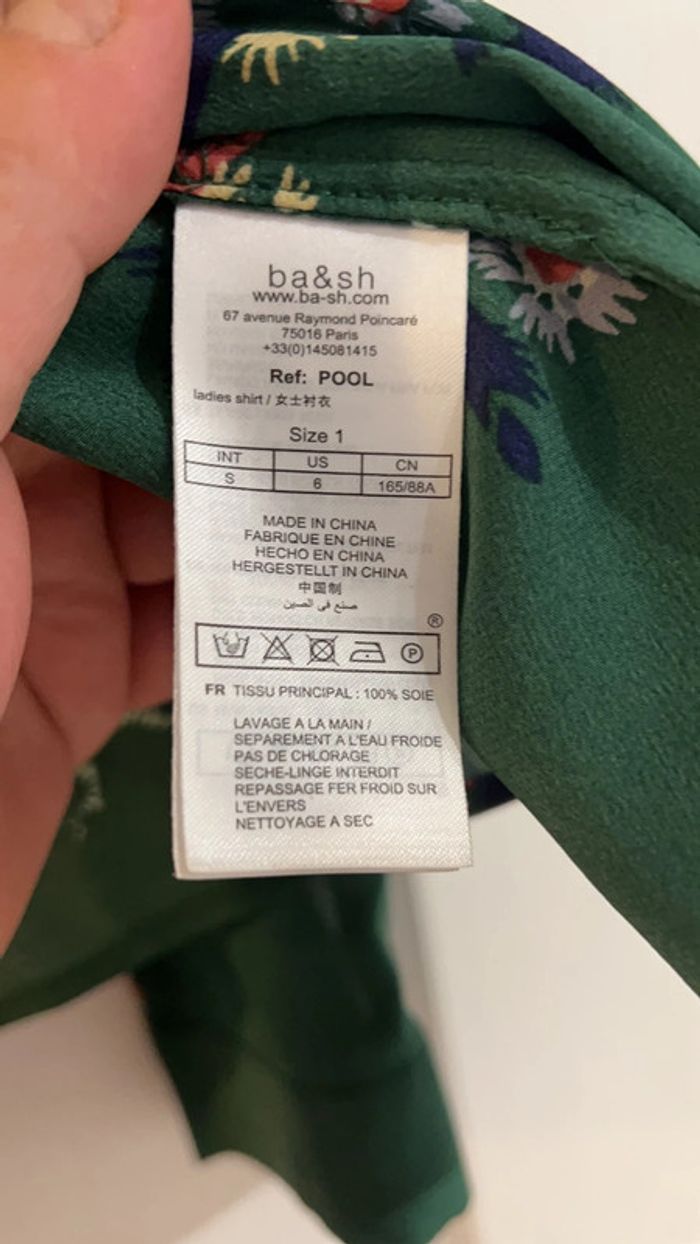 ba&sh
www.ba-sh.com
67 avenue Raymond Poincaré
75016 Paris
+33(0)145081415
Ref: POOL
ladies shirt / 女士衬衣
Size 1
INT US CN
S 6 165/88A
MADE IN CHINA
FABRIQUE EN CHINE
HECHO EN CHINA
HERGESTELLT IN CHINA
中国制
صنع في الصين
®
P
FR TISSU PRINCIPAL : 100% SOIE
LAVAGE A LA MAIN /
SEPAREMENT A L'EAU FROIDE
PAS DE CHLORAGE
SECHE-LINGE INTERDIT
REPASSAGE FER FROID SUR
L'ENVERS
NETTOYAGE A SEC